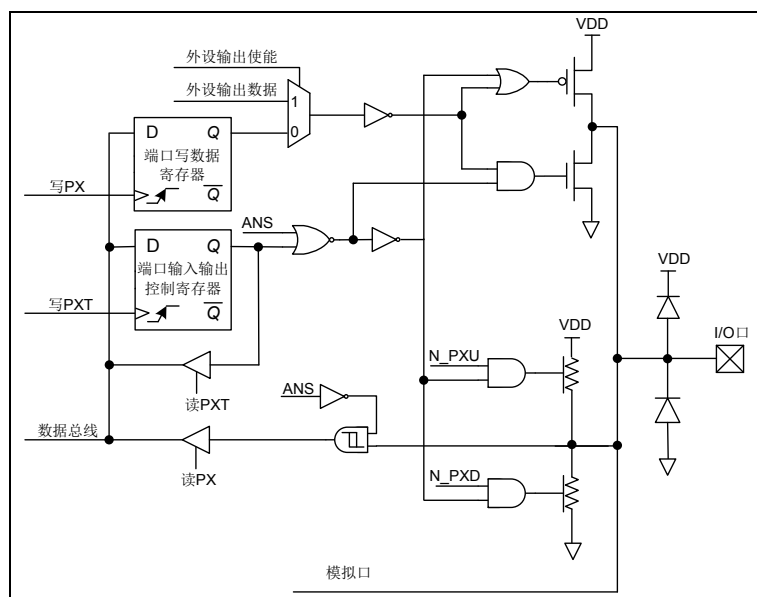 VDD
外设输出使能
外设输出数据
1
0
D
Q
端口写数据
寄存器
写PX
Q
ANS
D
Q
端口输入输出
控制寄存器
写PXT
Q
VDD
I/O口
VDD
N_PXU
读PXT
ANS
数据总线
读PX
N_PXD
模拟口